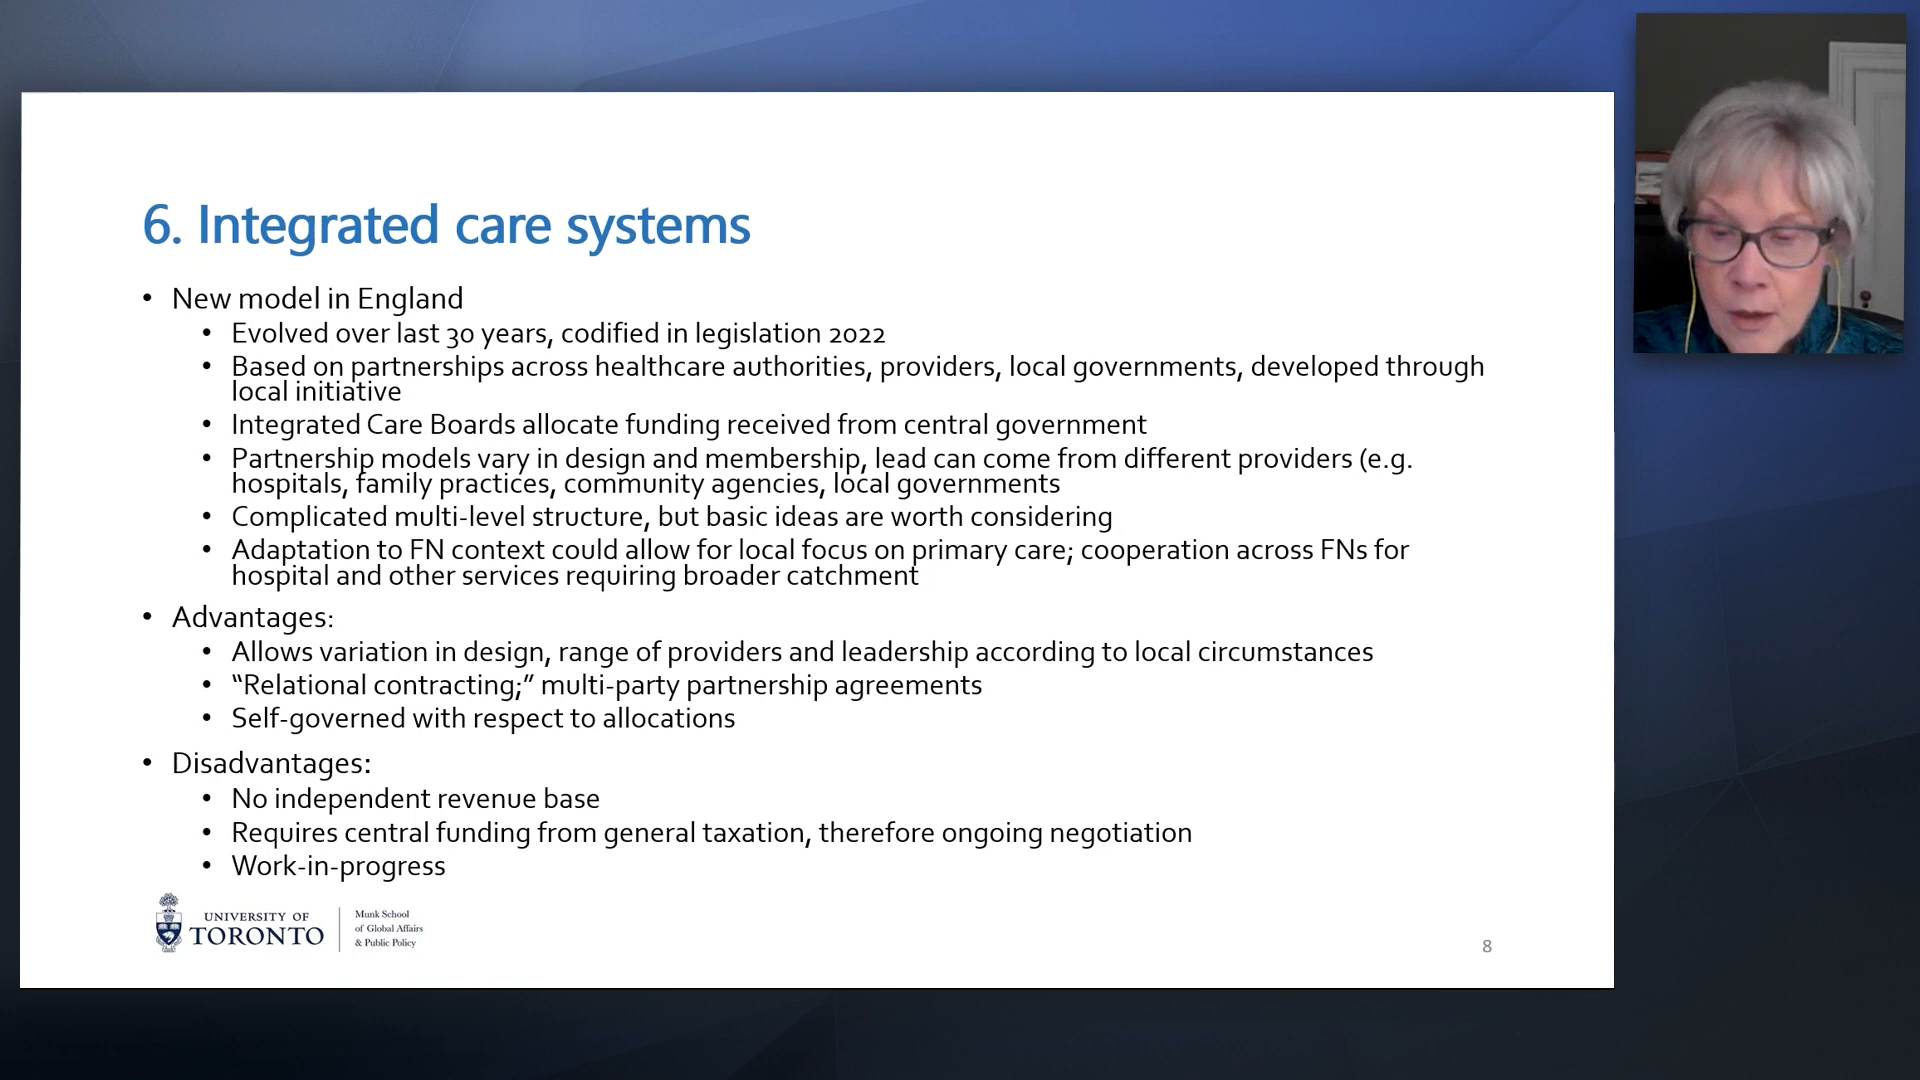 6. Integrated care systems
• New model in England
• Evolved over last 30 years, codified in legislation 2022
• Based on partnerships across healthcare authorities, providers, local governments, developed through
local initiative
• Integrated Care Boards allocate funding received from central government
• Partnership models vary in design and membership, lead can come from different providers (e.g.
hospitals, family practices, community agencies, local governments
• Complicated multi-level structure, but basic ideas are worth considering
• Adaptation to FN context could allow for local focus on primary care; cooperation across FNs for
hospital and other services requiring broader catchment
• Advantages:
• Allows variation in design, range of providers and leadership according to local circumstances
• “Relational contracting;” multi-party partnership agreements
• Self-governed with respect to allocations
• Disadvantages:
• No independent revenue base
• Requires central funding from general taxation, therefore ongoing negotiation
• Work-in-progress
UNIVERSITY OF
TORONTO
Munk School
of Global Affairs
& Public Policy
8